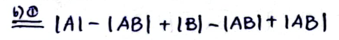 b) ① |A| - |AB| + |B| - |AB| + |AB|